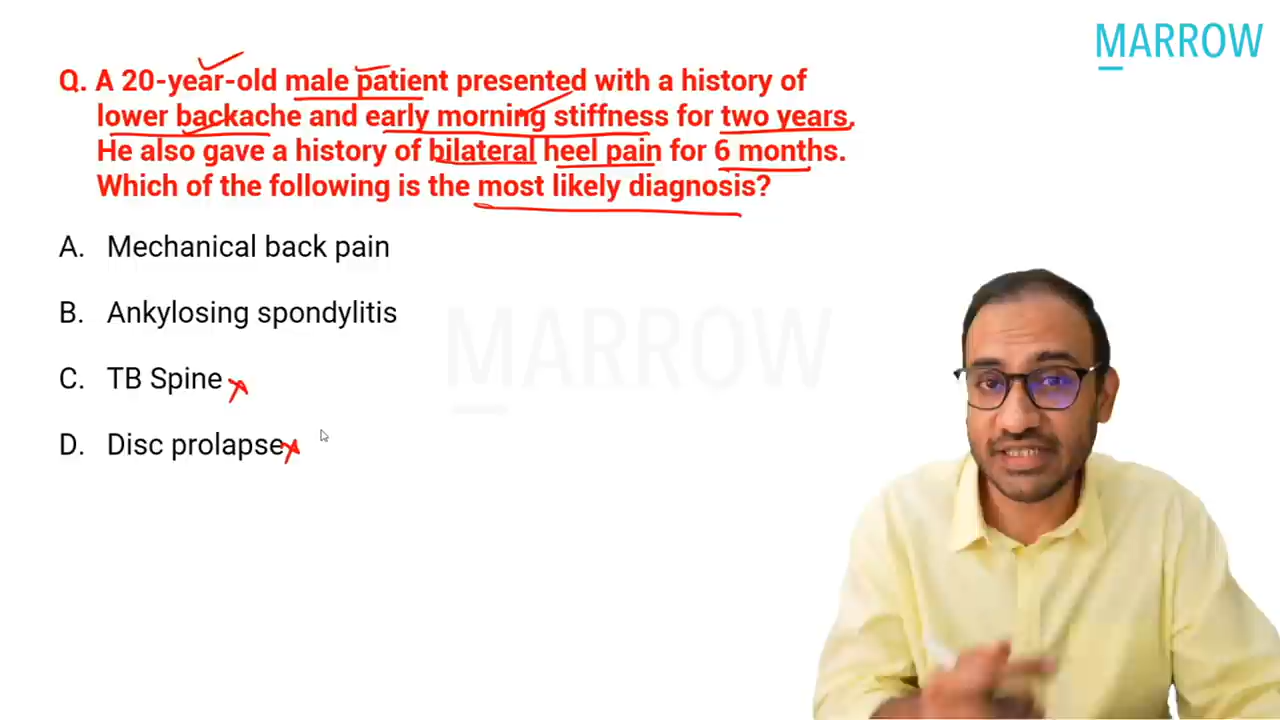 MARROW
Q. A 20-year-old male patient presented with a history of
lower backache and early morning stiffness for two years.
He also gave a history of bilateral heel pain for 6 months.
Which of the following is the most likely diagnosis?
A. Mechanical back pain
B. Ankylosing spondylitis
C. TB Spine
D. Disc prolapse
MARROW